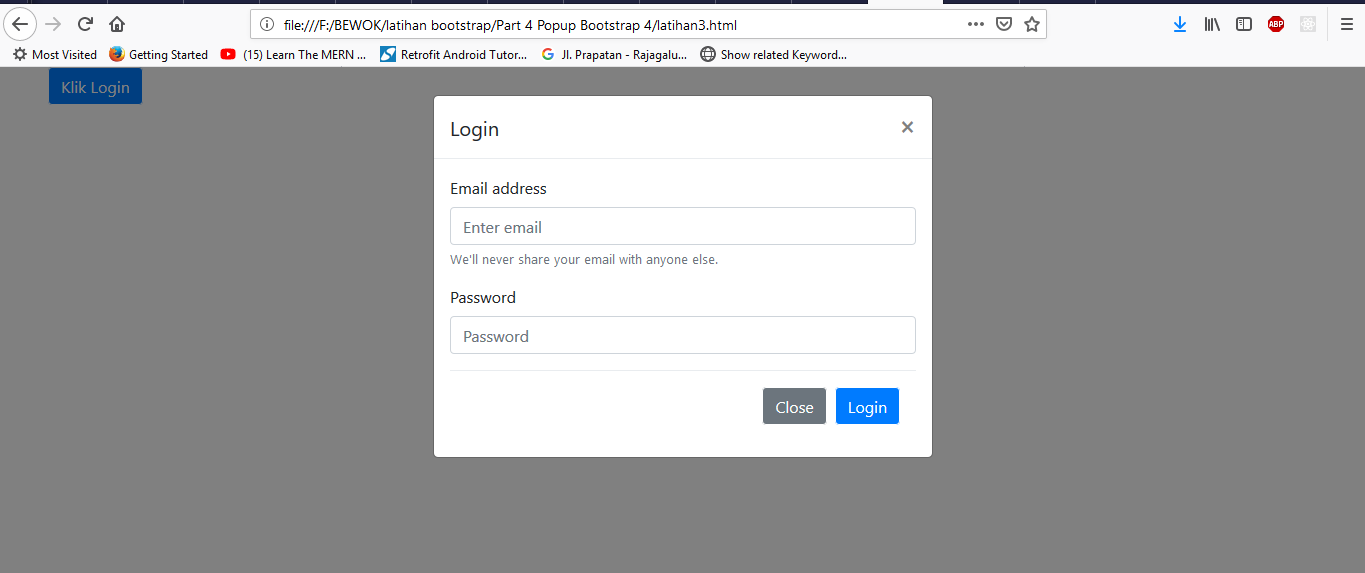 file:///F:/BEWOK/latihan bootstrap/Part 4 Popup Bootstrap 4/latihan3.html
ABP
Most Visited Getting Started (15) Learn The MERN ... Retrofit Android Tutor... Jl. Prapatan - Rajagalu... Show related Keyword...
Klik Login
Login ×
Email address
Enter email
We'll never share your email with anyone else.
Password
Password
Close Login